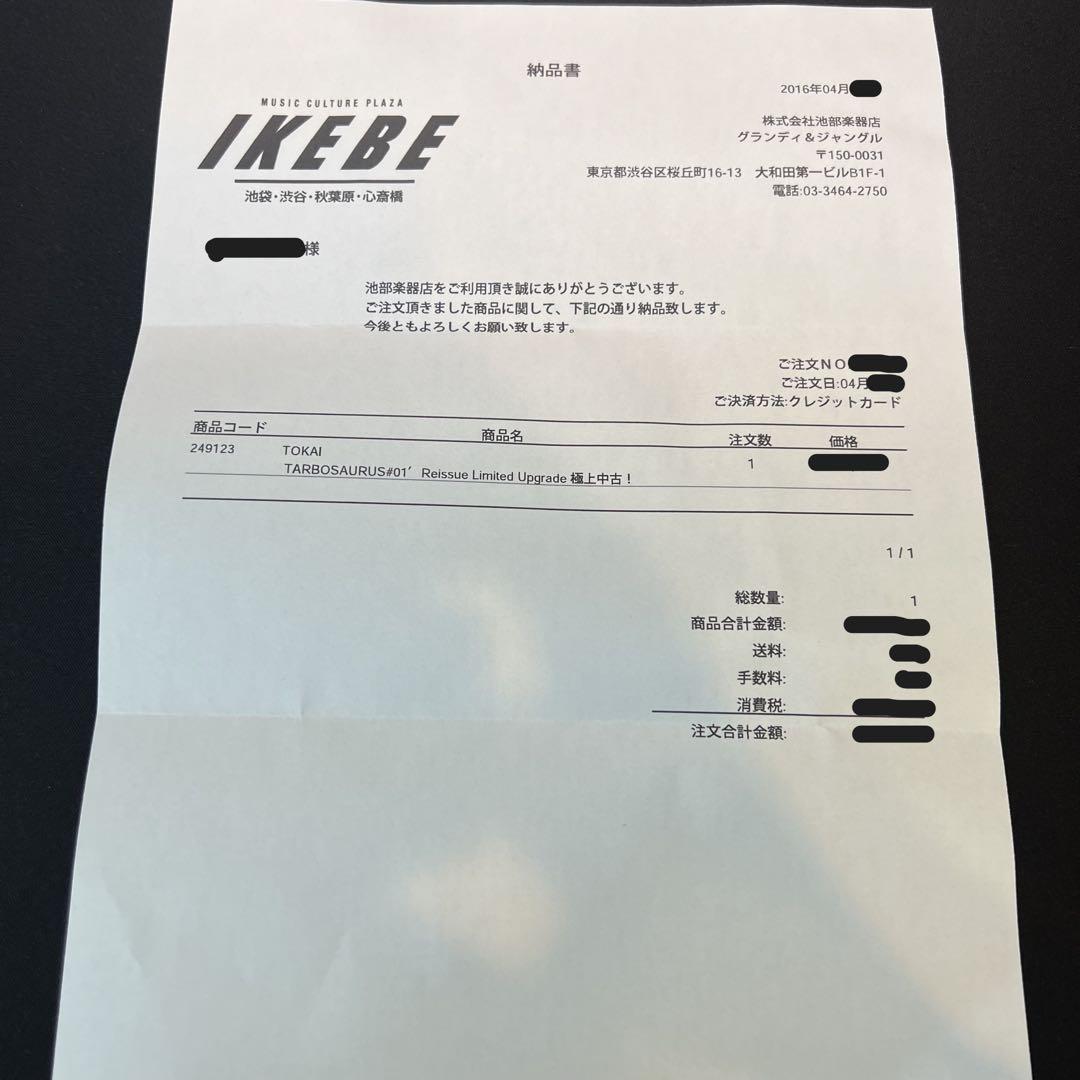 納品書
2016年04月
MUSIC CULTURE PLAZA
IKEBE
池袋・渋谷・秋葉原・心斎橋
株式会社池部楽器店
グランディ＆ジャングル
〒150-0031
東京都渋谷区桜丘町16-13　大和田第一ビルB1F-1
電話:03-3464-2750
様
池部楽器店をご利用頂き誠にありがとうございます。
ご注文頂きました商品に関して、下記の通り納品致します。
今後ともよろしくお願い致します。
ご注文ＮＯ
ご注文日:04月
ご決済方法:クレジットカード
商品コード 商品名 注文数 価格
249123 TOKAI 1
TARBOSAURUS#01′ Reissue Limited Upgrade 極上中古！
1 / 1
総数量: 1
商品合計金額:
送料:
手数料:
消費税:
注文合計金額: